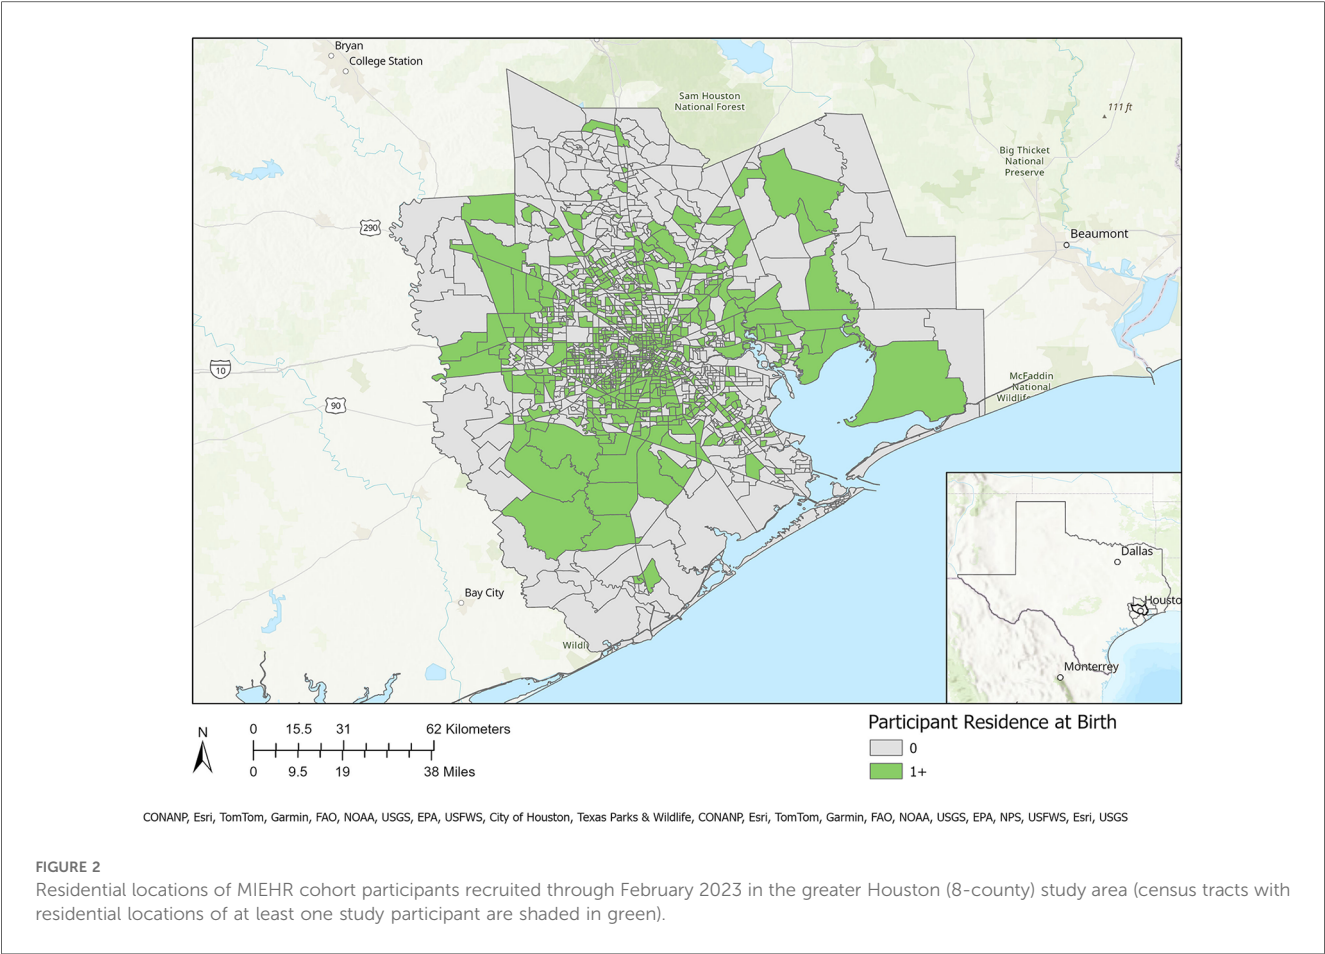 Bryan
College Station
Sam Houston
National Forest
111 ft
Big Thicket
National
Preserve
290
Beaumont
10
90
McFaddin
National
Wildlife
Bay City
Wildl
Dallas
Housto
Monterrey
N
0 15.5 31 62 Kilometers
0 9.5 19 38 Miles
Participant Residence at Birth
0
1+
CONANP, Esri, TomTom, Garmin, FAO, NOAA, USGS, EPA, USFWS, City of Houston, Texas Parks & Wildlife, CONANP, Esri, TomTom, Garmin, FAO, NOAA, USGS, EPA, NPS, USFWS, Esri, USGS
FIGURE 2
Residential locations of MIEHR cohort participants recruited through February 2023 in the greater Houston (8-county) study area (census tracts with
residential locations of at least one study participant are shaded in green).